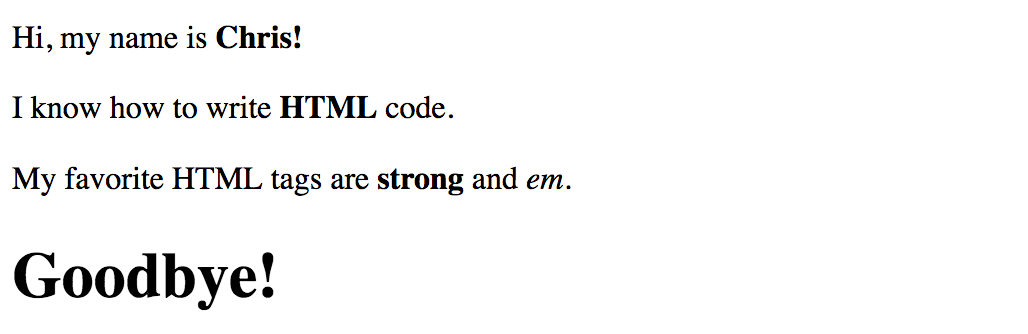 Hi, my name is Chris!
I know how to write HTML code.
My favorite HTML tags are strong and em.
Goodbye!